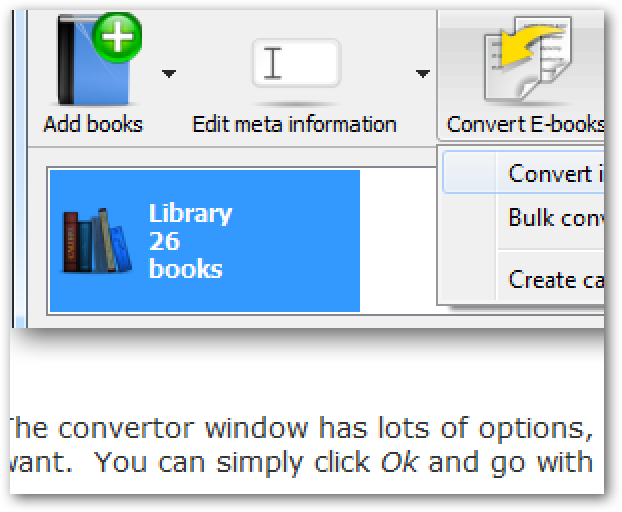 Add books
Edit meta information
Convert E-books
Convert i
Library
26
books
Bulk conv
Create ca
The convertor window has lots of options,
want. You can simply click Ok and go with